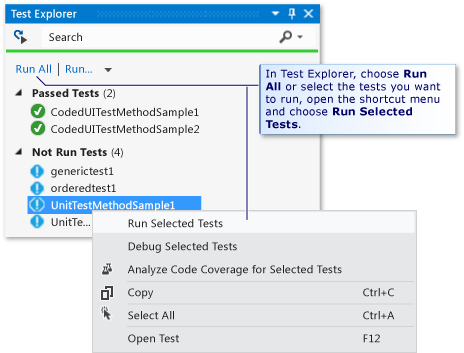 Test Explorer
Search
Run All | Run...
In Test Explorer, choose Run
All or select the tests you want
to run, open the shortcut menu
and choose Run Selected
Tests.
Passed Tests (2)
CodedUITestMethodSample1
CodedUITestMethodSample2
Not Run Tests (4)
generictest1
orderedtest1
UnitTestMethodSample1
UnitTe...
Run Selected Tests
Debug Selected Tests
Analyze Code Coverage for Selected Tests
Copy Ctrl+C
Select All Ctrl+A
Open Test F12